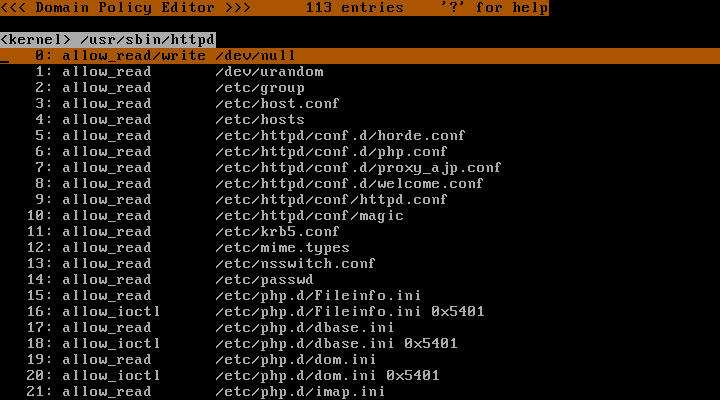 <<< Domain Policy Editor >>>      113 entries    '?' for help
<kernel> /usr/sbin/httpd
_   0: allow_read/write /dev/null
    1: allow_read       /dev/urandom
    2: allow_read       /etc/group
    3: allow_read       /etc/host.conf
    4: allow_read       /etc/hosts
    5: allow_read       /etc/httpd/conf.d/horde.conf
    6: allow_read       /etc/httpd/conf.d/php.conf
    7: allow_read       /etc/httpd/conf.d/proxy_ajp.conf
    8: allow_read       /etc/httpd/conf.d/welcome.conf
    9: allow_read       /etc/httpd/conf/httpd.conf
   10: allow_read       /etc/httpd/conf/magic
   11: allow_read       /etc/krb5.conf
   12: allow_read       /etc/mime.types
   13: allow_read       /etc/nsswitch.conf
   14: allow_read       /etc/passwd
   15: allow_read       /etc/php.d/Fileinfo.ini
   16: allow_ioctl      /etc/php.d/Fileinfo.ini 0x5401
   17: allow_read       /etc/php.d/dbase.ini
   18: allow_ioctl      /etc/php.d/dbase.ini 0x5401
   19: allow_read       /etc/php.d/dom.ini
   20: allow_ioctl      /etc/php.d/dom.ini 0x5401
   21: allow_read       /etc/php.d/imap.ini